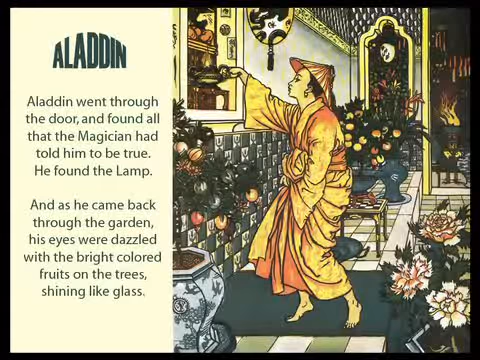 ALADDIN
Aladdin went through
the door, and found all
that the Magician had
told him to be true.
He found the Lamp.
And as he came back
through the garden,
his eyes were dazzled
with the bright colored
fruits on the trees,
shining like glass.